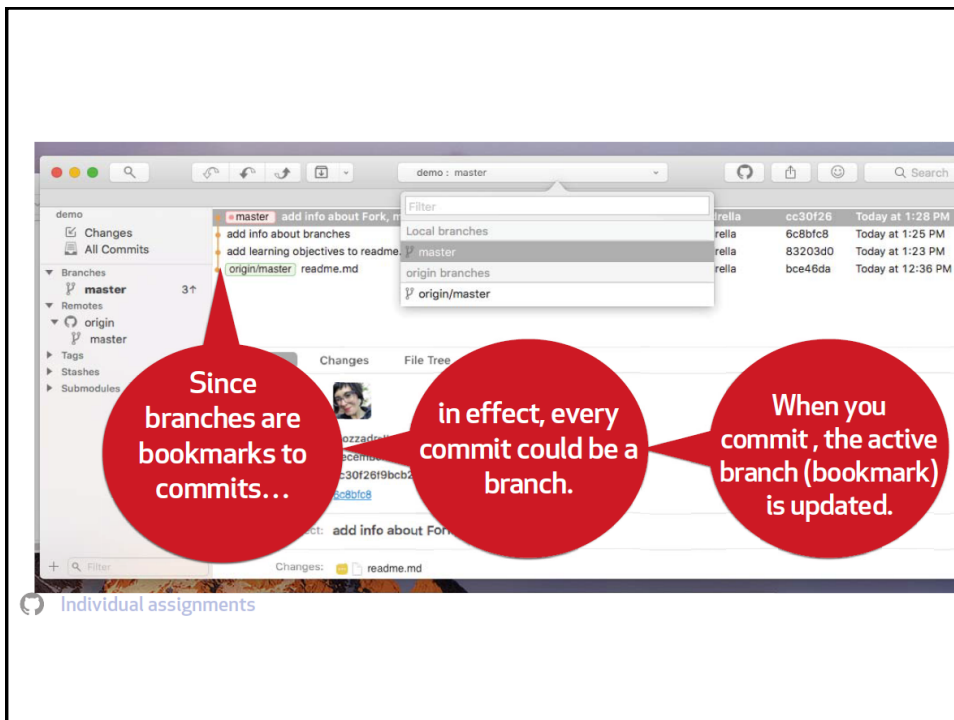 demo : master
Search
demo
Changes
All Commits
Branches
master 3↑
Remotes
origin
master
Tags
Stashes
Submodules
Filter
master add info about Fork, m
add info about branches
add learning objectives to readme.
origin/master readme.md
Filter
Local branches
master
origin branches
origin/master
rella cc30f26 Today at 1:28 PM
rella 6c8bfc8 Today at 1:25 PM
rella 83203d0 Today at 1:23 PM
rella bce46da Today at 12:36 PM
Changes File Tree
6c8bfc8
add info about For
Changes: readme.md
Since
branches are
bookmarks to
commits…
in effect, every
commit could be a
branch.
When you
commit , the active
branch (bookmark)
is updated.
Individual assignments